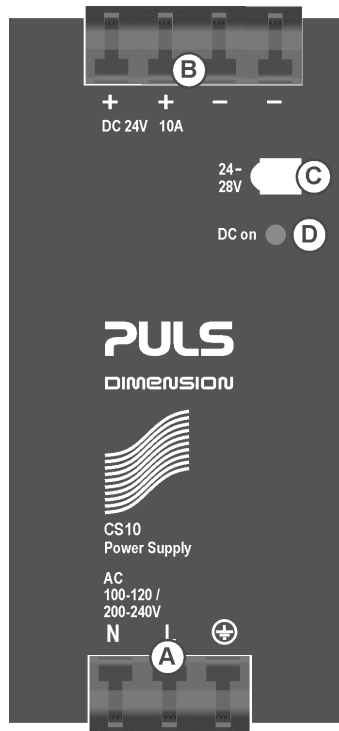 B
+ + − −
DC 24V 10A
24–
28V
C
DC on
D
PULS
DIMENSION
CS10
Power Supply
AC
100-120 /
200-240V
N L
A